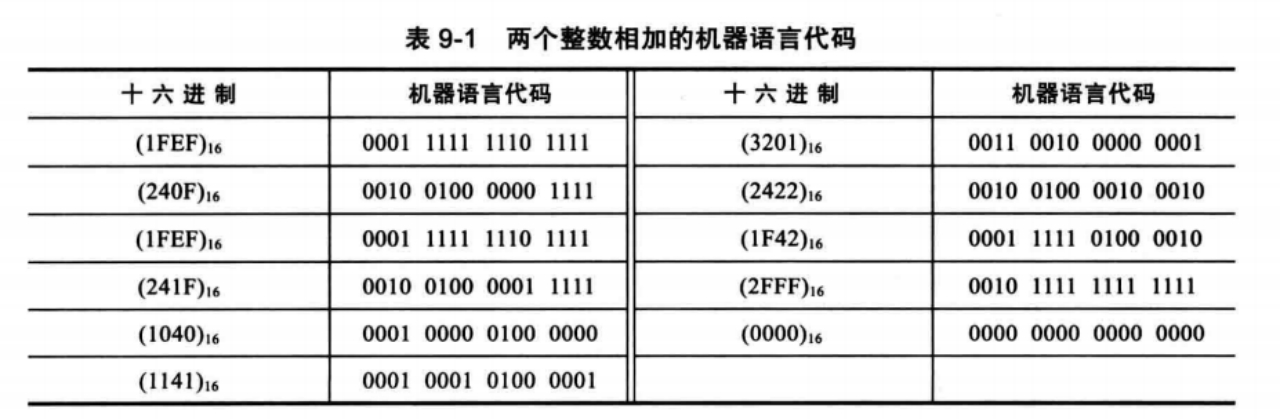 表 9-1 两个整数相加的机器语言代码
十六进制 机器语言代码 十六进制 机器语言代码
(1FEF)₁₆ 0001 1111 1110 1111 (3201)₁₆ 0011 0010 0000 0001
(240F)₁₆ 0010 0100 0000 1111 (2422)₁₆ 0010 0100 0010 0010
(1FEF)₁₆ 0001 1111 1110 1111 (1F42)₁₆ 0001 1111 0100 0010
(241F)₁₆ 0010 0100 0001 1111 (2FFF)₁₆ 0010 1111 1111 1111
(1040)₁₆ 0001 0000 0100 0000 (0000)₁₆ 0000 0000 0000 0000
(1141)₁₆ 0001 0001 0100 0001